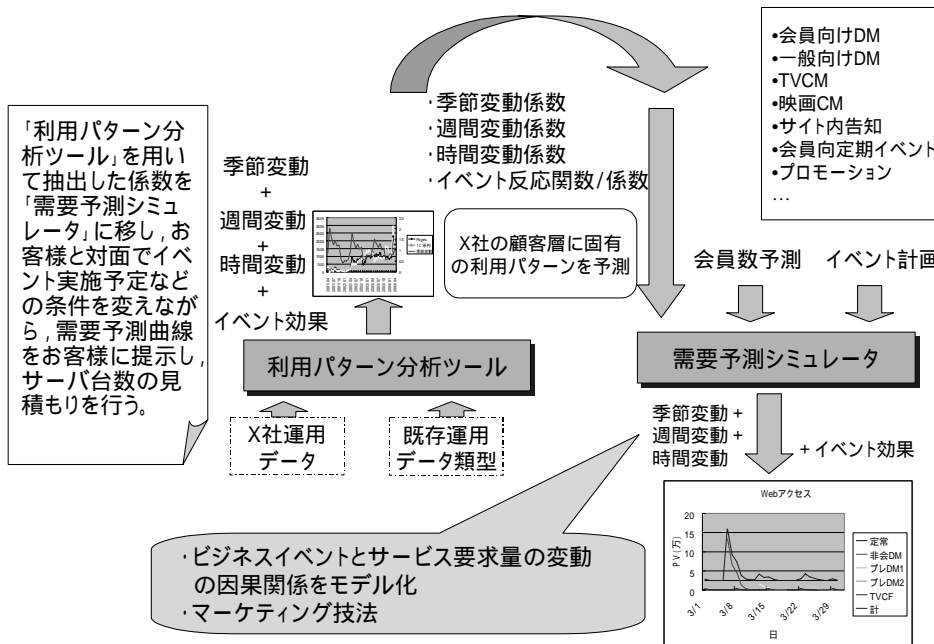 「利用パターン分
析ツール」を用い
て抽出した係数を
「需要予測シミュ
レータ」に移し，お
客様と対面でイベ
ント実施予定など
の条件を変えなが
ら，需要予測曲線
をお客様に提示し，
サーバ台数の見
積もりを行う。
季節変動
+
週間変動
+
時間変動
+
イベント効果
･季節変動係数
･週間変動係数
･時間変動係数
･イベント反応関数/係数
X社の顧客層に固有
の利用パターンを予測
•会員向けDM
•一般向けDM
•TVCM
•映画CM
•サイト内告知
•会員向定期イベント
•プロモーション
…
会員数予測
イベント計画
利用パターン分析ツール
需要予測シミュレータ
X社運用
データ
既存運用
データ類型
季節変動 +
週間変動 +
時間変動
+ イベント効果
･ビジネスイベントとサービス要求量の変動
の因果関係をモデル化
･マーケティング技法
Webアクセス
PV(万)
20
15
10
5
0
3/1
3/8
3/15
3/22
3/29
日
定常
非会DM
プレDM1
プレDM2
TVCF
計